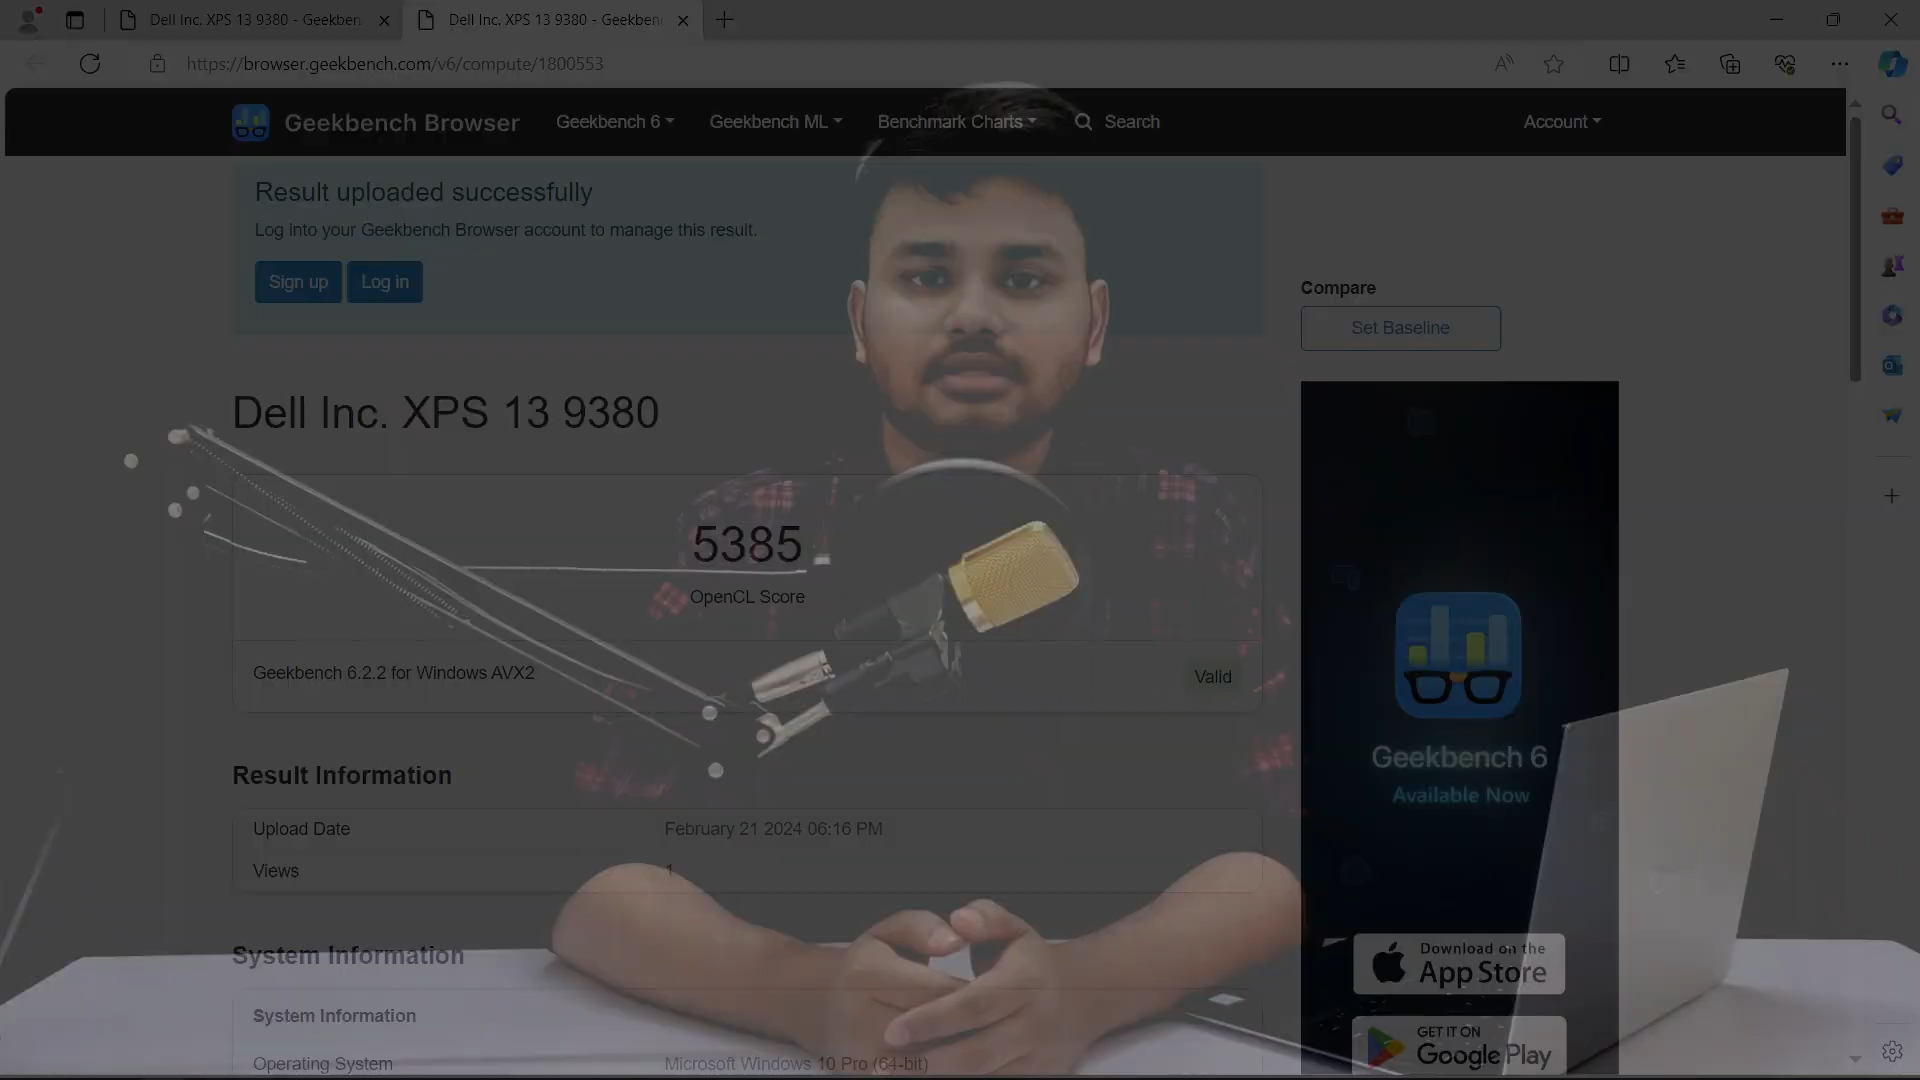 Dell Inc. XPS 13 9380 - Geekben
Dell Inc. XPS 13 9380 - Geekben
https://browser.geekbench.com/v6/compute/1800553
Geekbench Browser
Geekbench 6
Geekbench ML
Benchmark Charts
Search
Account
Result uploaded successfully
Log into your Geekbench Browser account to manage this result.
Sign up
Log in
Compare
Set Baseline
Dell Inc. XPS 13 9380
5385
OpenCL Score
Geekbench 6.2.2 for Windows AVX2
Valid
Result Information
Upload Date
February 21 2024 06:16 PM
Views
1
System Information
System Information
Operating System
Microsoft Windows 10 Pro (64-bit)
Geekbench 6
Available Now
Download on the
App Store
GET IT ON
Google Play